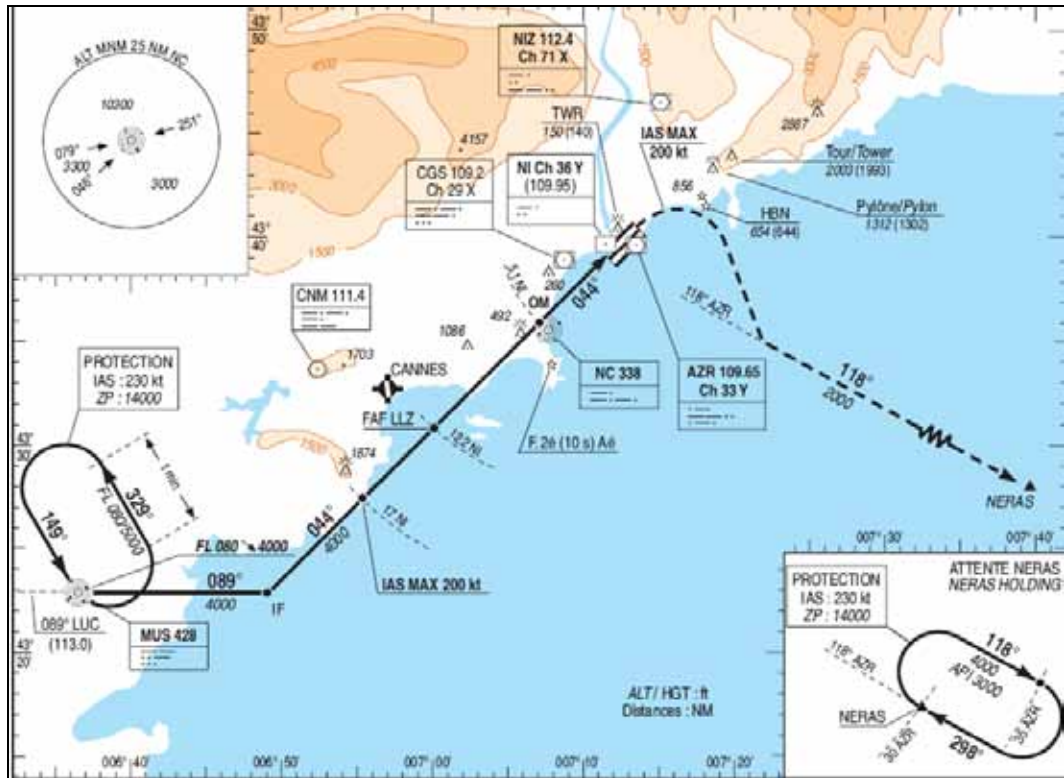 43°
50'
ALT MNM 25 NM NC
10300
251°
079°
3300
046°
3000
4500
4157
3000
1500
NIZ 112.4
Ch 71 X
TWR
150 (140)
IAS MAX
200 kt
2887
1500
CGS 109.2
Ch 29 X
NI Ch 36 Y
(109.95)
856
Tour/Tower
2003 (1993)
Pylône/Pylon
1312 (1302)
HBN
654 (644)
43°
40'
CNM 111.4
1703
260
OM
044°
492
1086
118° AZR
PROTECTION
IAS : 230 kt
ZP : 14000
CANNES
NC 338
AZR 109.65
Ch 33 Y
118°
2000
FAF LLZ
12.2 NI
F. 2é (10 s) Aé
43°
30'
1 min
1500
1874
149°
329°
FL 080/5000
17 NI
NERAS
FL 080 ↘ 4000
044°
4000
007° 30'
007° 40'
089°
4000
IF
IAS MAX 200 kt
069° LUC
(113.0)
MUS 428
43°
20'
ATTENTE NERAS
NERAS HOLDING
PROTECTION
IAS : 230 kt
ZP : 14000
118°
4000
API 3000
118° AZR
NERAS
298°
ALT / HGT : ft
Distances : NM
006° 40'
006° 50'
007° 00'
007° 10'
007° 20'